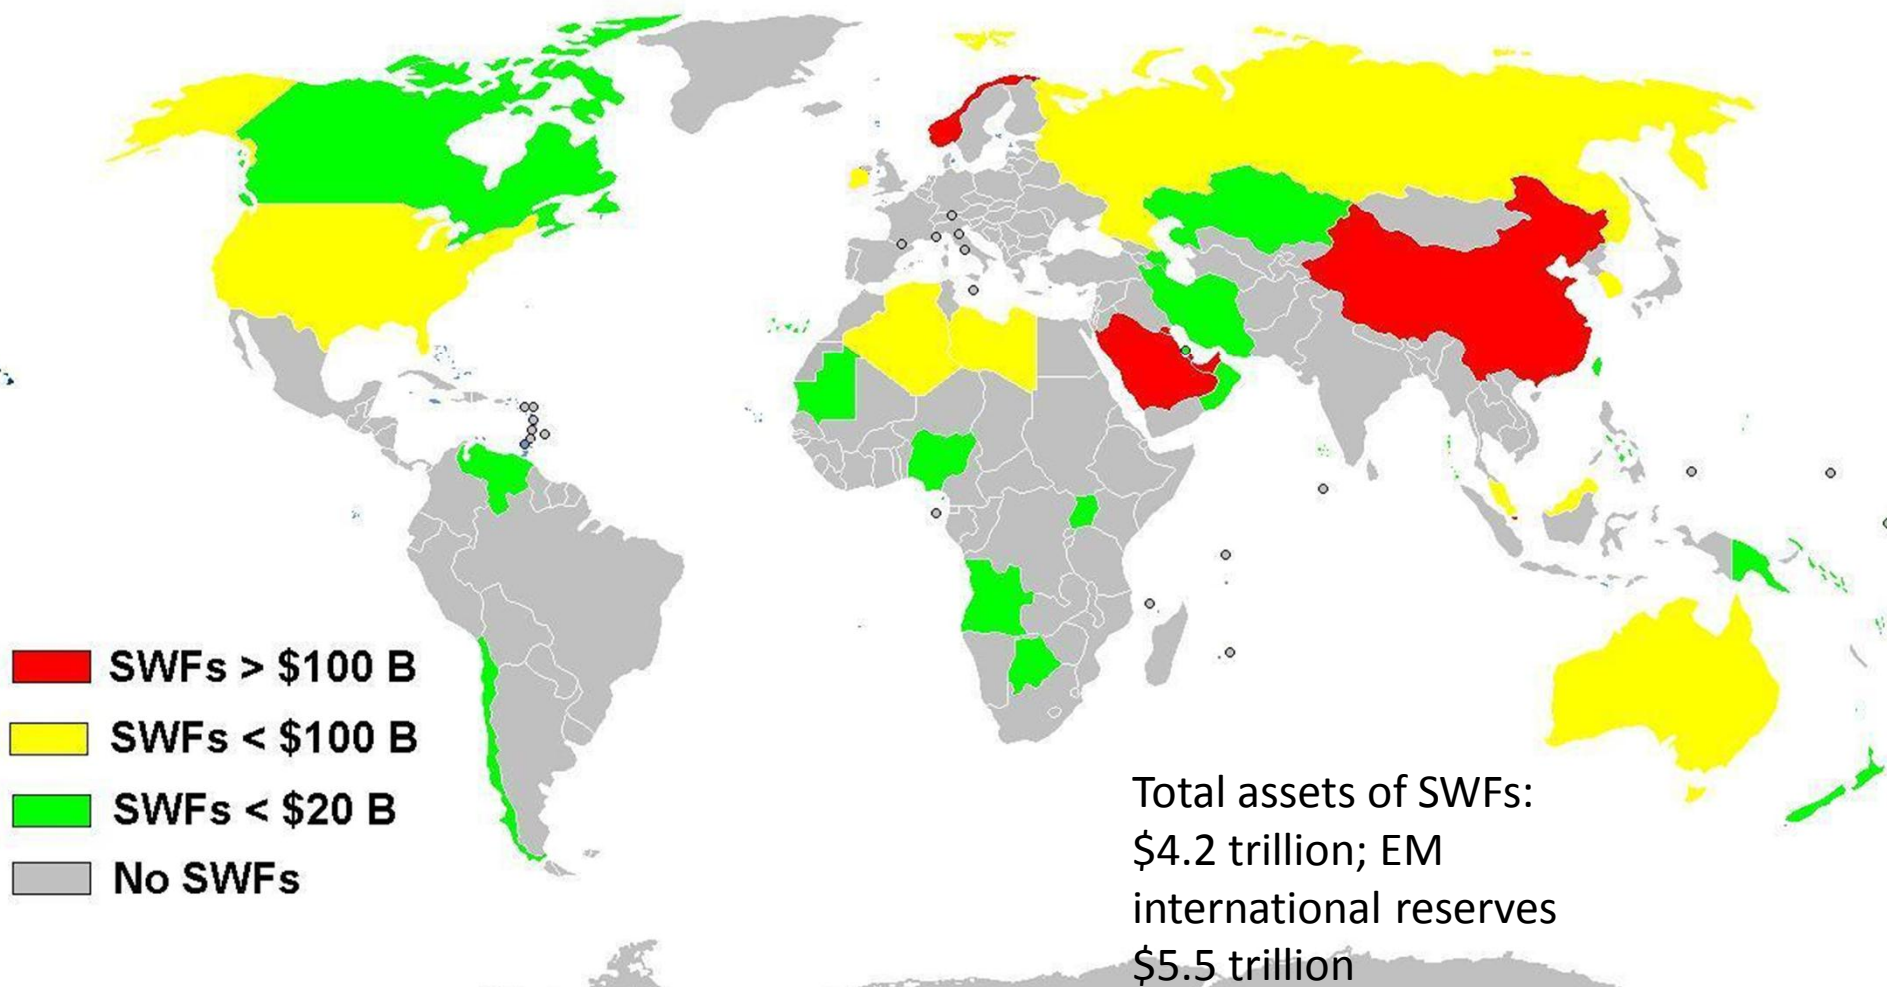 SWFs > $100 B
SWFs < $100 B
SWFs < $20 B
No SWFs
Total assets of SWFs:
$4.2 trillion; EM
international reserves
$5.5 trillion